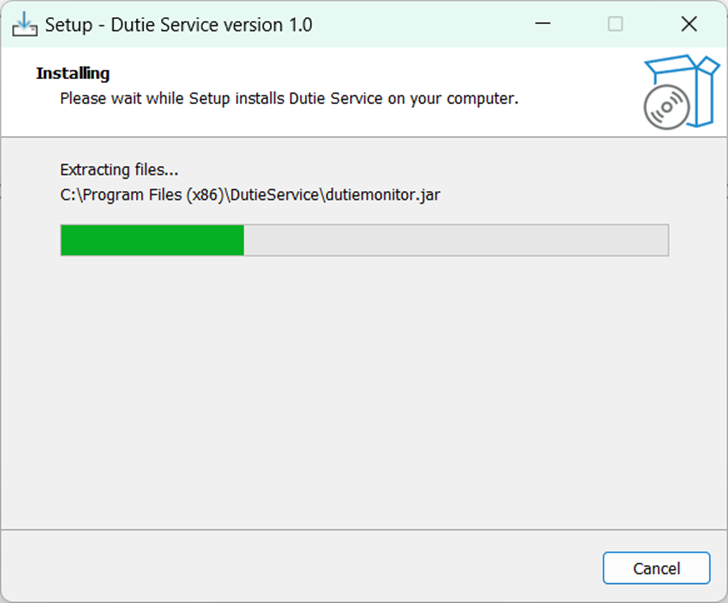 Setup - Dutie Service version 1.0
Installing
Please wait while Setup installs Dutie Service on your computer.
Extracting files...
C:\Program Files (x86)\DutieService\dutiemonitor.jar
Cancel